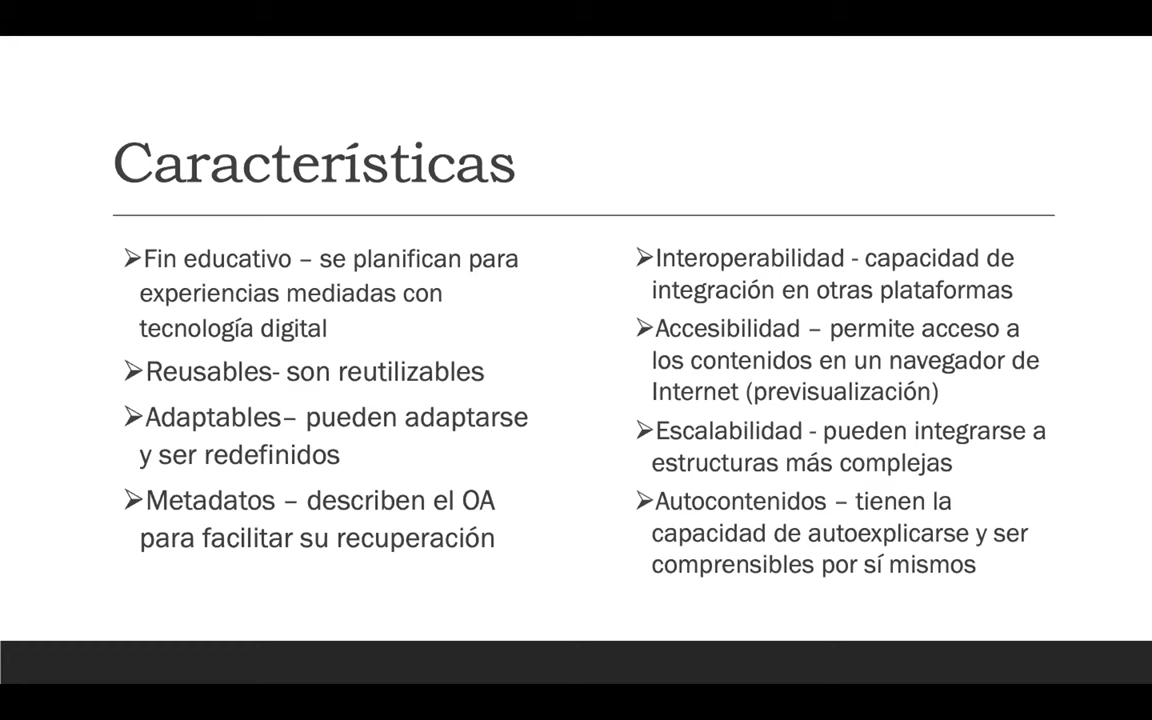 Características
➢Fin educativo – se planifican para
experiencias mediadas con
tecnología digital
➢Reusables- son reutilizables
➢Adaptables– pueden adaptarse
y ser redefinidos
➢Metadatos – describen el OA
para facilitar su recuperación
➢Interoperabilidad - capacidad de
integración en otras plataformas
➢Accesibilidad – permite acceso a
los contenidos en un navegador de
Internet (previsualización)
➢Escalabilidad - pueden integrarse a
estructuras más complejas
➢Autocontenidos – tienen la
capacidad de autoexplicarse y ser
comprensibles por sí mismos